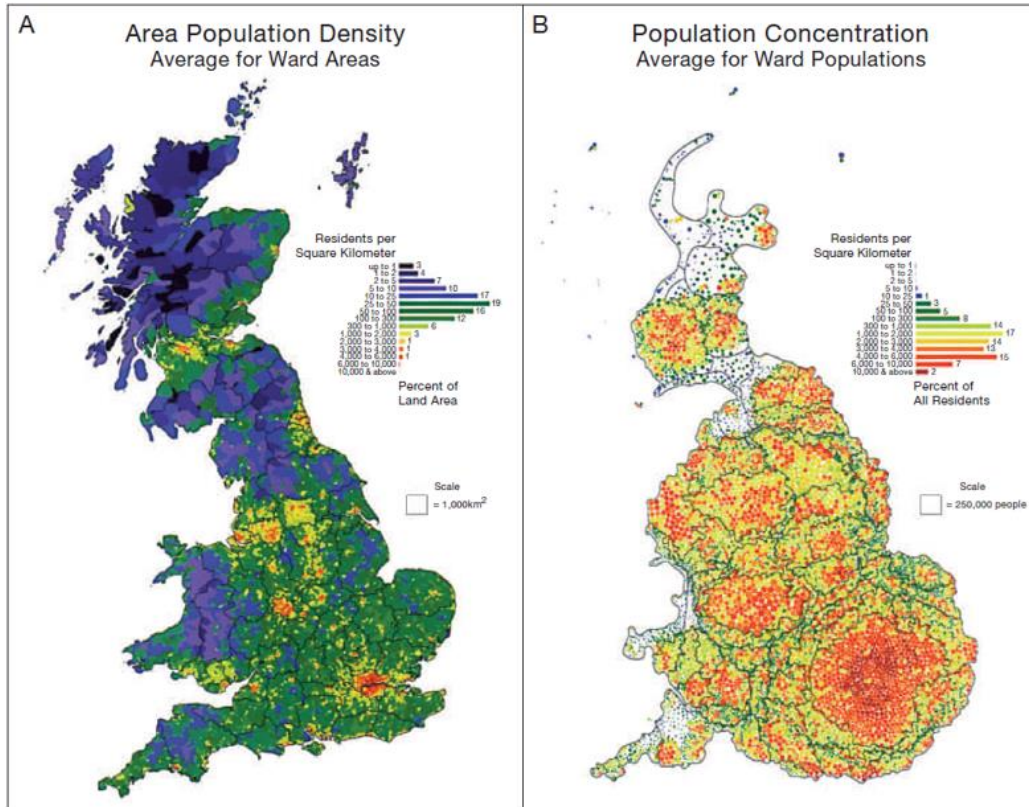 A
Area Population Density
Average for Ward Areas
Residents per
Square Kilometer
up to 1 3
1 to 2 4
2 to 5 7
5 to 10 10
10 to 25 17
25 to 50 19
50 to 100 16
100 to 300 12
300 to 1,000 6
1,000 to 2,000 3
2,000 to 3,000 1
3,000 to 4,000 1
4,000 to 6,000 1
6,000 to 10,000
10,000 & above
Percent of
Land Area
Scale
= 1,000km2
B
Population Concentration
Average for Ward Populations
Residents per
Square Kilometer
up to 1
1 to 2
2 to 5
5 to 10
10 to 25 1
25 to 50 3
50 to 100 5
100 to 300 8
300 to 1,000 14
1,000 to 2,000 17
2,000 to 3,000 14
3,000 to 4,000 13
4,000 to 6,000 15
6,000 to 10,000 7
10,000 & above 2
Percent of
All Residents
Scale
= 250,000 people